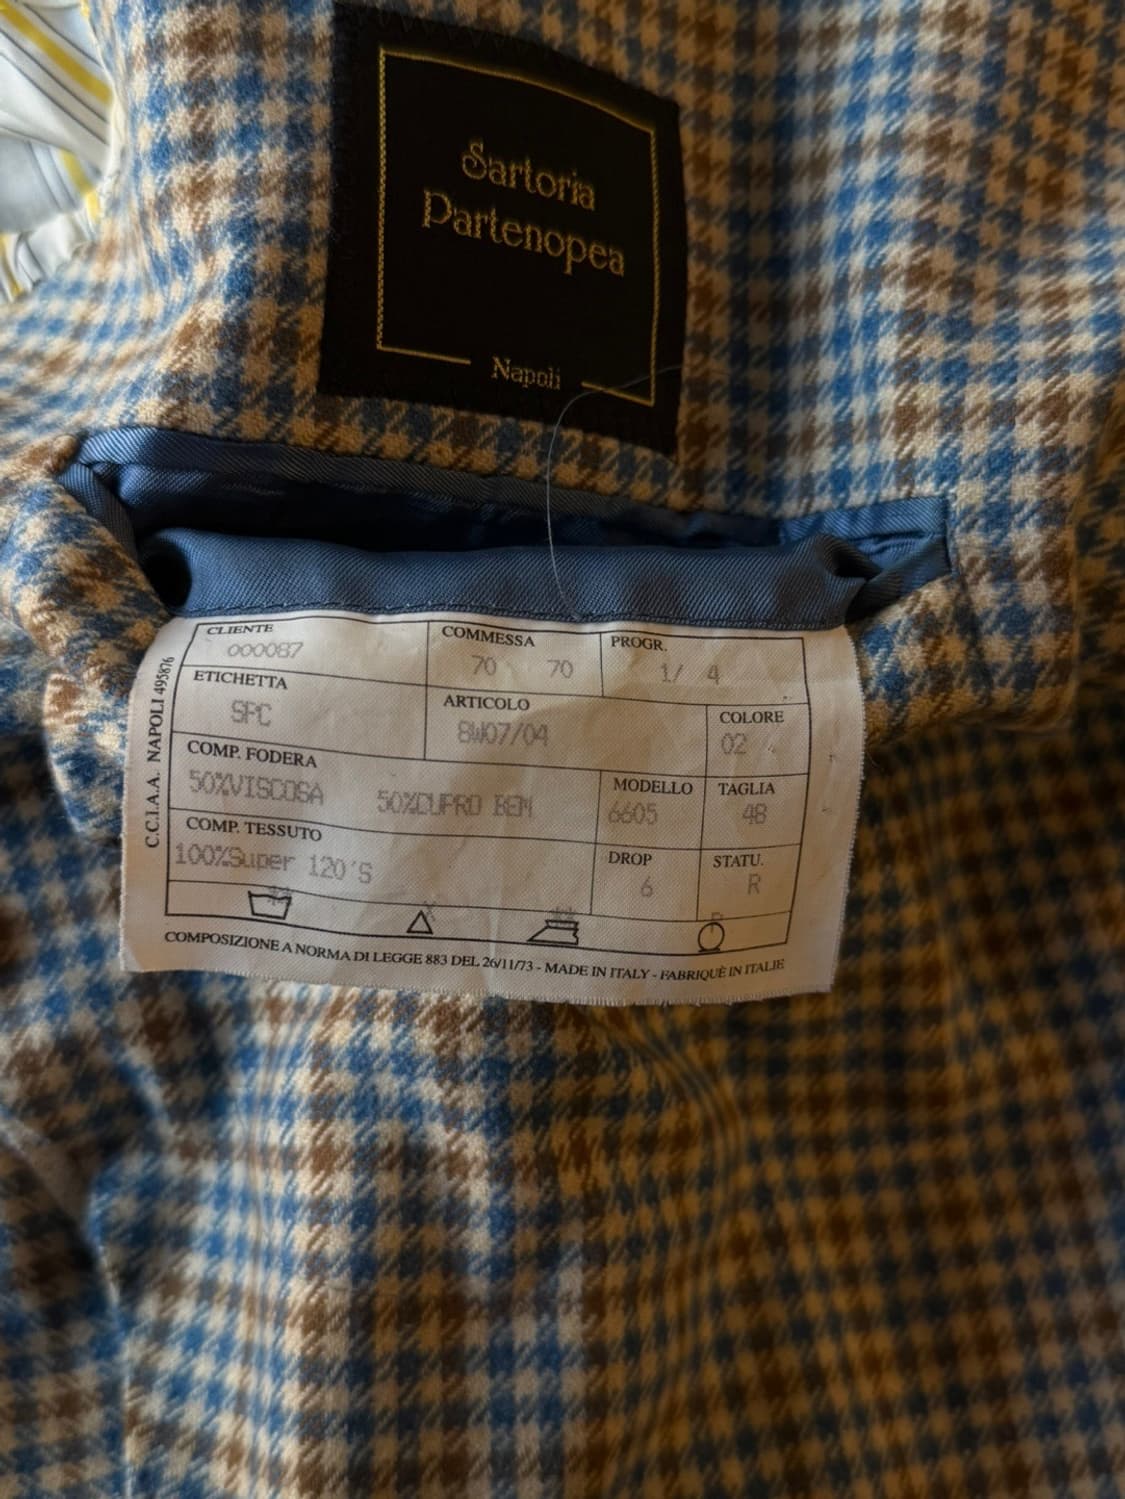 Sartoria
Partenopea
Napoli
CLIENTE
000087
COMMESSA
70 70
PROGR.
1/ 4
ETICHETTA
SPC
ARTICOLO
8W07/04
COLORE
02
COMP. FODERA
50%VISCOSA 50%CUPRO BEM
MODELLO
6605
TAGLIA
48
COMP. TESSUTO
100%Super 120'S
DROP
6
STATU.
R
COMPOSIZIONE A NORMA DI LEGGE 883 DEL 26/11/73 - MADE IN ITALY - FABRIQUÈ IN ITALIE
C.C.I.A.A. NAPOLI 495876